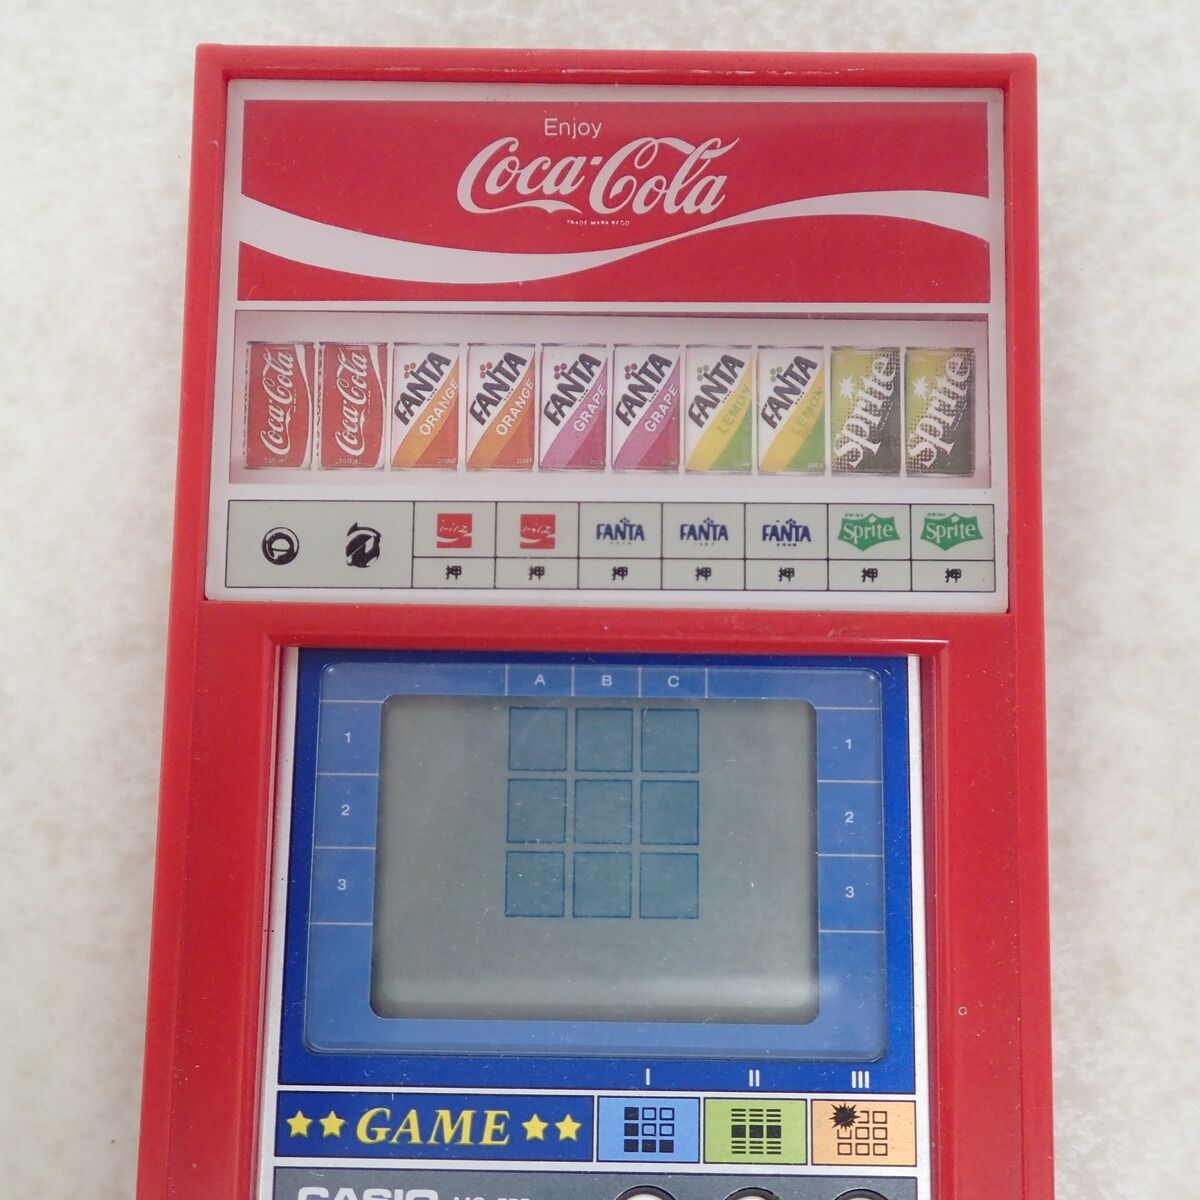 Enjoy
Coca-Cola
TRADE MARK REGD
Coca-Cola Coca-Cola FANTA ORANGE FANTA ORANGE FANTA GRAPE FANTA GRAPE FANTA LEMON FANTA LEMON Sprite Sprite
FANTA FANTA FANTA Sprite Sprite
押 押 押 押 押 押 押
A B C
1 1
2 2
3 3
I II III
GAME
CASIO